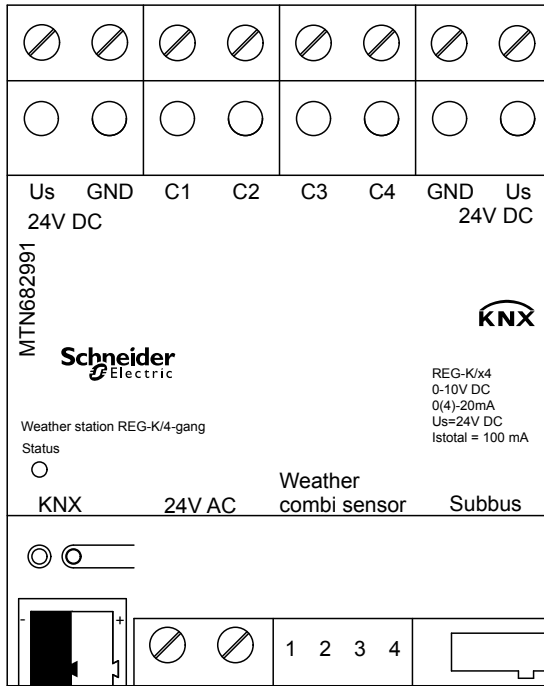 Us GND C1 C2 C3 C4 GND Us
24V DC 24V DC
MTN682991
KNX
Schneider
Electric
REG-K/x4
0-10V DC
0(4)-20mA
Us=24V DC
Istotal = 100 mA
Weather station REG-K/4-gang
Status
Weather
KNX 24V AC combi sensor Subbus
- +
1 2 3 4